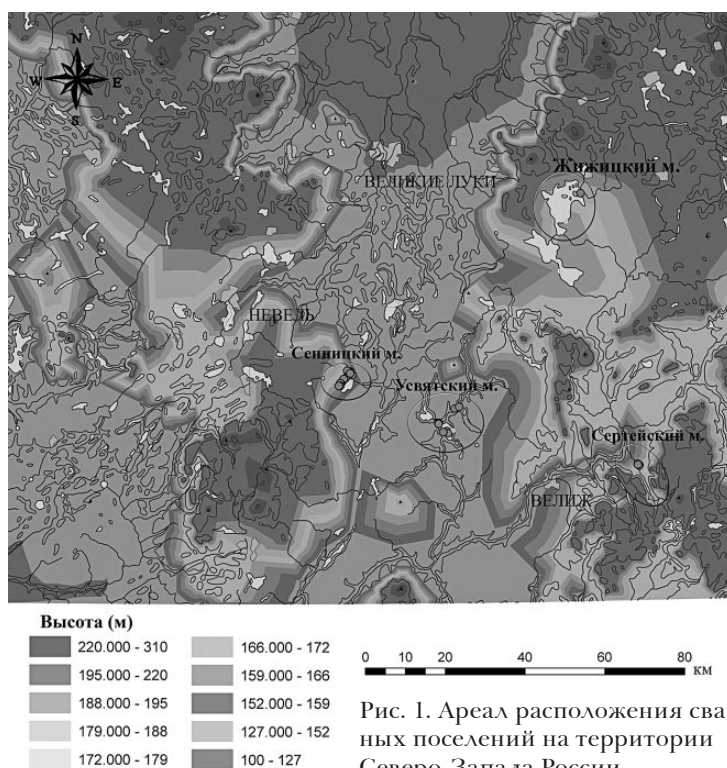 N
W E
S
Жижицкий м.
ВЕЛИКИЕ ЛУКИ
НЕВЕЛЬ
Сенницкий м.
Усвятский м.
Сертейский м.
ВЕЛИЖ
Высота (м)
220.000 - 310
195.000 - 220
188.000 - 195
179.000 - 188
172.000 - 179
166.000 - 172
159.000 - 166
152.000 - 159
127.000 - 152
100 - 127
0 10 20 40 60 80
км
Рис. 1. Ареал расположения сва
ных поселений на территории
Северо-Запада России